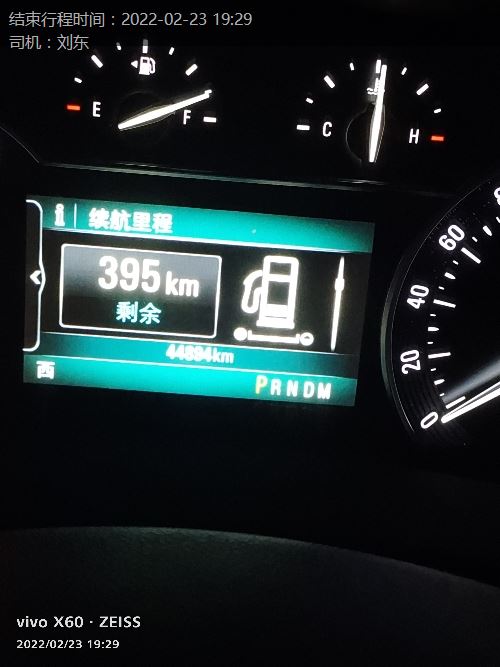 结束行程时间：2022-02-23 19:29
司机：刘东
E F
C H
i 续航里程
395 km
剩余
44894km
西 PRNDM
60
40
20
0
vivo X60 · ZEISS
2022/02/23 19:29